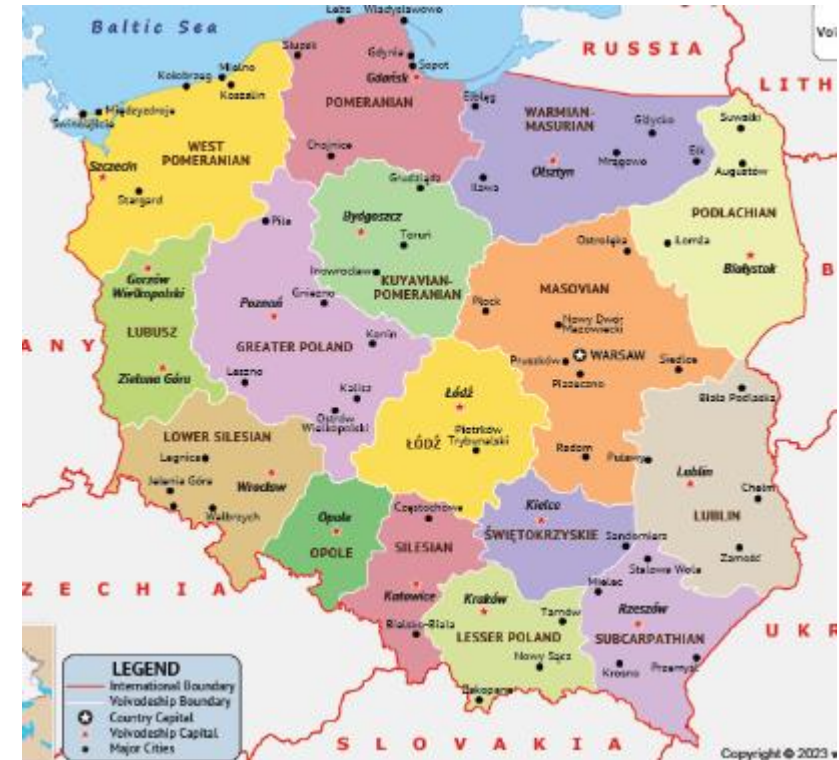 Baltic Sea
Łeba
Władysławowo
Voi
RUSSIA
LITH
Słupsk
Gdynia
Sopot
Gdańsk
POMERANIAN
Mielno
Kołobrzeg
Koszalin
Międzyzdroje
Świnoujście
WEST
POMERANIAN
Szczecin
Stargard
Chojnice
Elbląg
WARMIAN-
MASURIAN
Giżycko
Suwałki
Mrągowo
Ełk
Olsztyn
Iława
Augustów
Grudziądz
PODLACHIAN
Piła
Bydgoszcz
Toruń
Ostrołęka
Łomża
Białystok
B
Gorzów
Wielkopolski
Inowrocław
KUYAVIAN-
POMERANIAN
MASOVIAN
Gniezno
Poznań
Płock
Nowy Dwór
Mazowiecki
LUBUSZ
ANY
GREATER POLAND
Konin
Pruszków
WARSAW
Siedlce
Piazaczno
Zielona Góra
Leszno
Kalisz
Łódź
Biała Podlaska
Ostrów
Wielkopolski
Piotrków
Trybunalski
ŁÓDŹ
LOWER SILESIAN
Legnica
Radom
Puławy
Lublin
Jelenia Góra
Wrocław
Chełm
Wałbrzych
Opole
OPOLE
Częstochowa
SILESIAN
Kielce
ŚWIĘTOKRZYSKIE
Sandomierz
LUBLIN
Zamość
Stalowa Wola
ZECHIA
Katowice
Kraków
Mielec
Tarnów
Rzeszów
Bielsko-Biala
LESSER POLAND
SUBCARPATHIAN
UKR
Nowy Sącz
Krosno
Przemyśl
Zakopane
LEGEND
International Boundary
Voivodeship Boundary
Country Capital
Voivodeship Capital
Major Cities
SLOVAKIA
Copyright © 2023